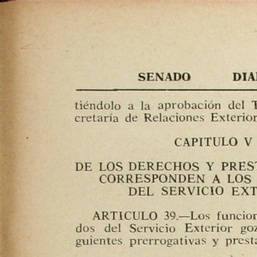 SENADO DIA
tiéndolo a la aprobación del T
cretaría de Relaciones Exterior
CAPITULO V
DE LOS DERECHOS Y PREST
CORRESPONDEN A LOS
DEL SERVICIO EXT
ARTICULO 39.—Los funcion
dos del Servicio Exterior goz
guientes prerrogativas y presta